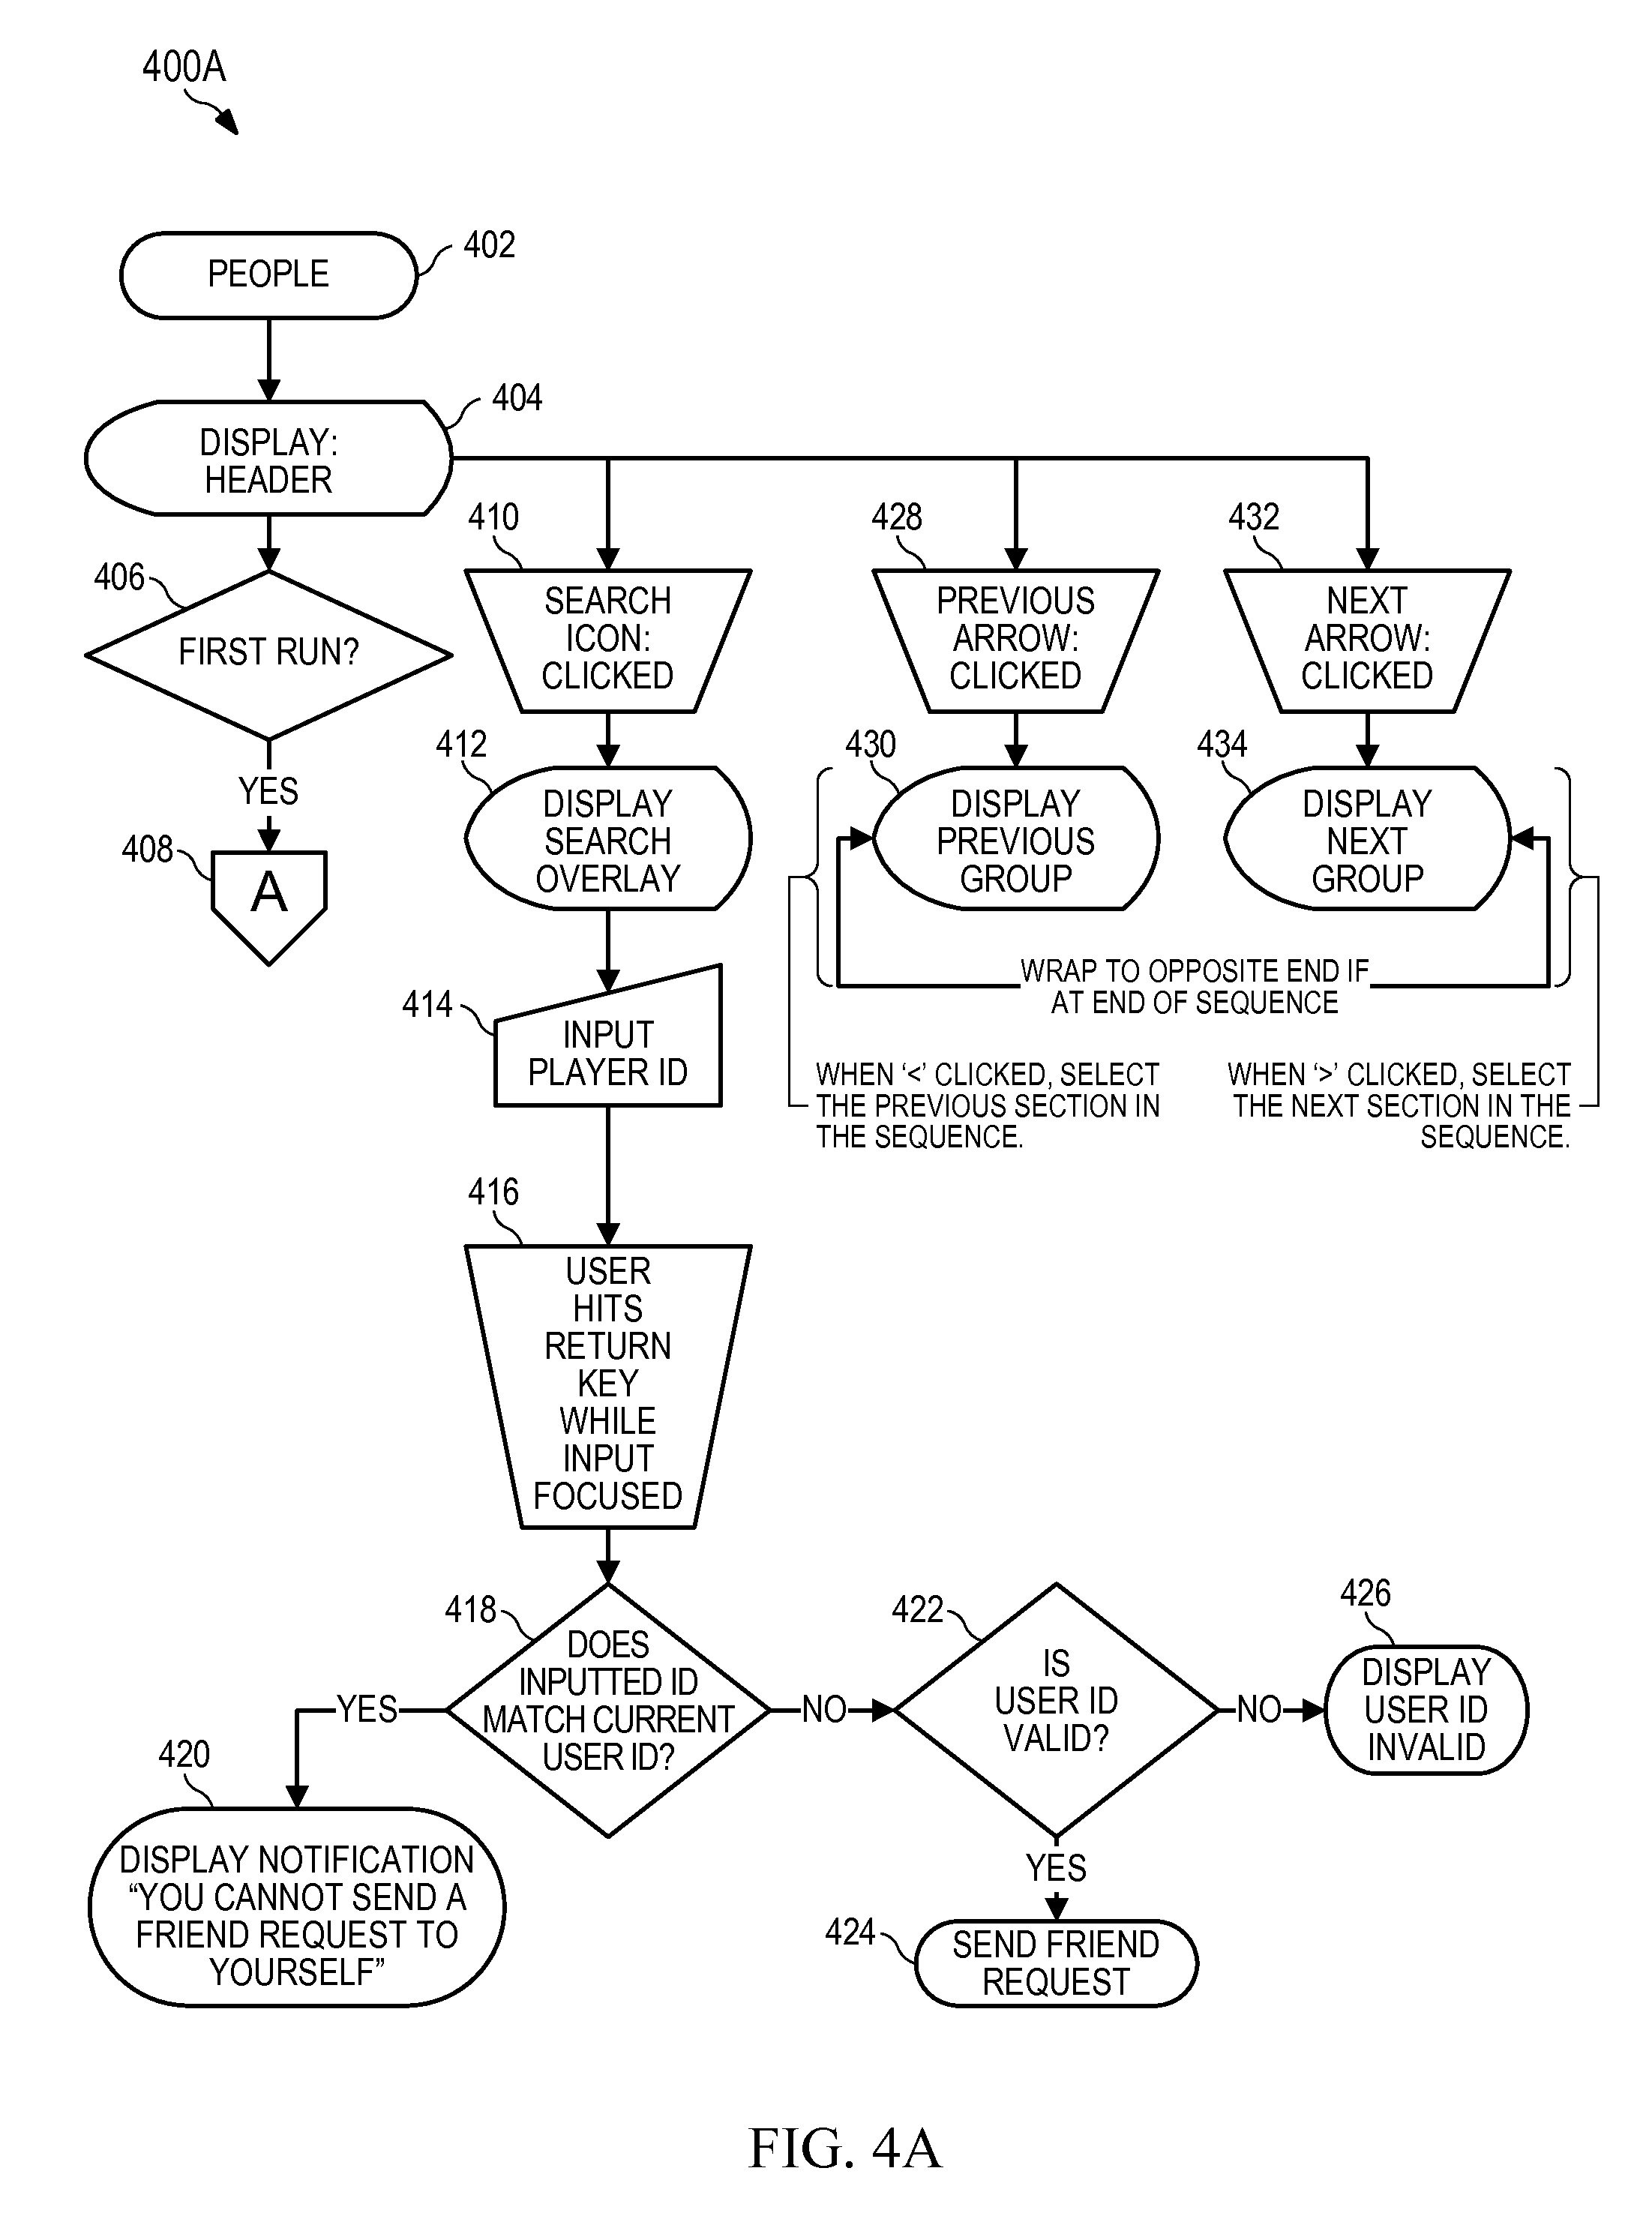 400A
402
PEOPLE
404
DISPLAY:
HEADER
406
FIRST RUN?
YES
408
A
410
SEARCH
ICON:
CLICKED
412
DISPLAY
SEARCH
OVERLAY
414
INPUT
PLAYER ID
416
USER
HITS
RETURN
KEY
WHILE
INPUT
FOCUSED
418
DOES
INPUTTED ID
MATCH CURRENT
USER ID?
YES
420
DISPLAY NOTIFICATION
“YOU CANNOT SEND A
FRIEND REQUEST TO
YOURSELF”
NO
422
IS
USER ID
VALID?
YES
424
SEND FRIEND
REQUEST
NO
426
DISPLAY
USER ID
INVALID
428
PREVIOUS
ARROW:
CLICKED
430
DISPLAY
PREVIOUS
GROUP
432
NEXT
ARROW:
CLICKED
434
DISPLAY
NEXT
GROUP
WRAP TO OPPOSITE END IF
AT END OF SEQUENCE
WHEN ‘<’ CLICKED, SELECT
THE PREVIOUS SECTION IN
THE SEQUENCE.
WHEN ‘>’ CLICKED, SELECT
THE NEXT SECTION IN THE
SEQUENCE.
FIG. 4A